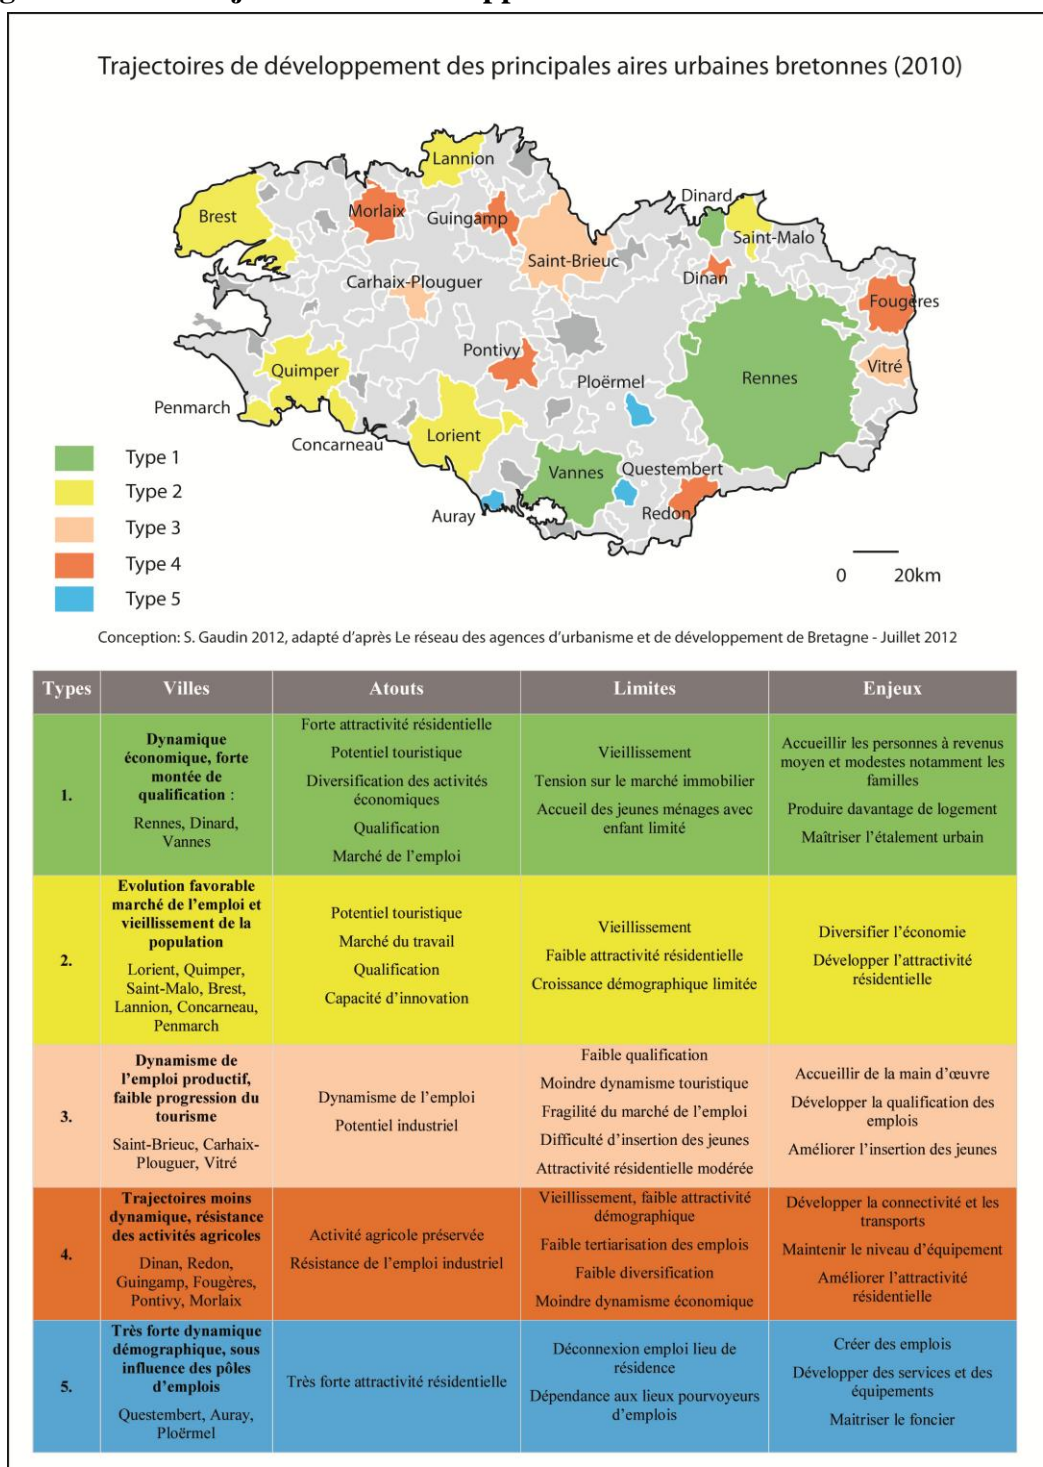 Trajectoires de développement des principales aires urbaines bretonnes (2010)
Lannion
Dinard
Brest
Morlaix
Guingamp
Saint-Malo
Saint-Brieuc
Dinan
Carhaix-Plouguer
Fougères
Pontivy
Vitré
Quimper
Ploërmel
Rennes
Penmarch
Concarneau
Lorient
Vannes
Questembert
Auray
Redon
Type 1
Type 2
Type 3
Type 4
Type 5
0 20km
Conception: S. Gaudin 2012, adapté d'après Le réseau des agences d'urbanisme et de développement de Bretagne - Juillet 2012
Types Villes Atouts Limites Enjeux
1.
Dynamique
économique, forte
montée de
qualification :
Rennes, Dinard,
Vannes
Forte attractivité résidentielle
Potentiel touristique
Diversification des activités
économiques
Qualification
Marché de l'emploi
Vieillissement
Tension sur le marché immobilier
Accueil des jeunes ménages avec
enfant limité
Accueillir les personnes à revenus
moyen et modestes notamment les
familles
Produire davantage de logement
Maîtriser l'étalement urbain
2.
Evolution favorable
marché de l'emploi et
vieillissement de la
population
Lorient, Quimper,
Saint-Malo, Brest,
Lannion, Concarneau,
Penmarch
Potentiel touristique
Marché du travail
Qualification
Capacité d'innovation
Vieillissement
Faible attractivité résidentielle
Croissance démographique limitée
Diversifier l'économie
Développer l'attractivité
résidentielle
3.
Dynamisme de
l'emploi productif,
faible progression du
tourisme
Saint-Brieuc, Carhaix-
Plouguer, Vitré
Dynamisme de l'emploi
Potentiel industriel
Faible qualification
Moindre dynamisme touristique
Fragilité du marché de l'emploi
Difficulté d'insertion des jeunes
Attractivité résidentielle modérée
Accueillir de la main d'œuvre
Développer la qualification des
emplois
Améliorer l'insertion des jeunes
4.
Trajectoires moins
dynamique, résistance
des activités agricoles
Dinan, Redon,
Guingamp, Fougères,
Pontivy, Morlaix
Activité agricole préservée
Résistance de l'emploi industriel
Vieillissement, faible attractivité
démographique
Faible tertiarisation des emplois
Faible diversification
Moindre dynamisme économique
Développer la connectivité et les
transports
Maintenir le niveau d'équipement
Améliorer l'attractivité
résidentielle
5.
Très forte dynamique
démographique, sous
influence des pôles
d'emplois
Questembert, Auray,
Ploërmel
Très forte attractivité résidentielle
Déconnexion emploi lieu de
résidence
Dépendance aux lieux pourvoyeurs
d'emplois
Créer des emplois
Développer des services et des
équipements
Maitriser le foncier